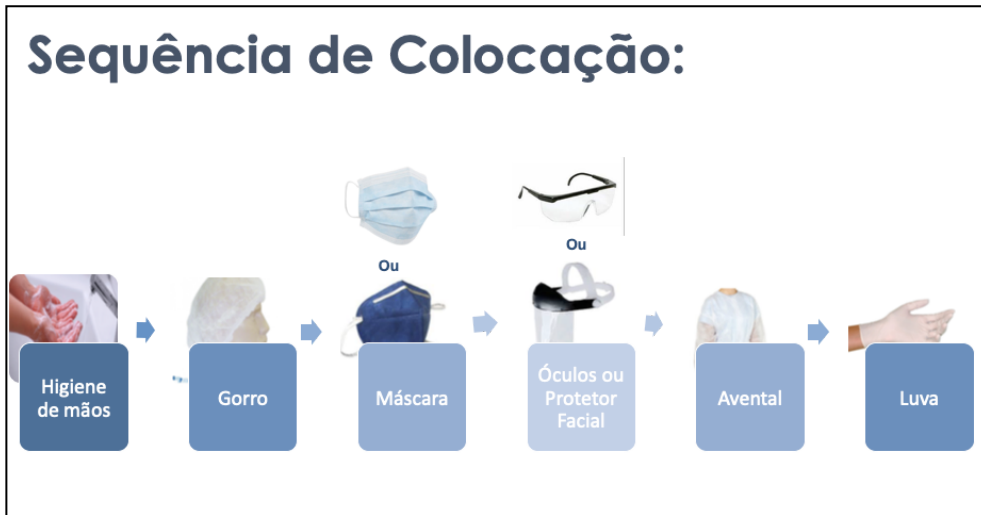 Sequência de Colocação:
Ou
Ou
Higiene
de mãos
Gorro
Máscara
Óculos ou
Protetor
Facial
Avental
Luva